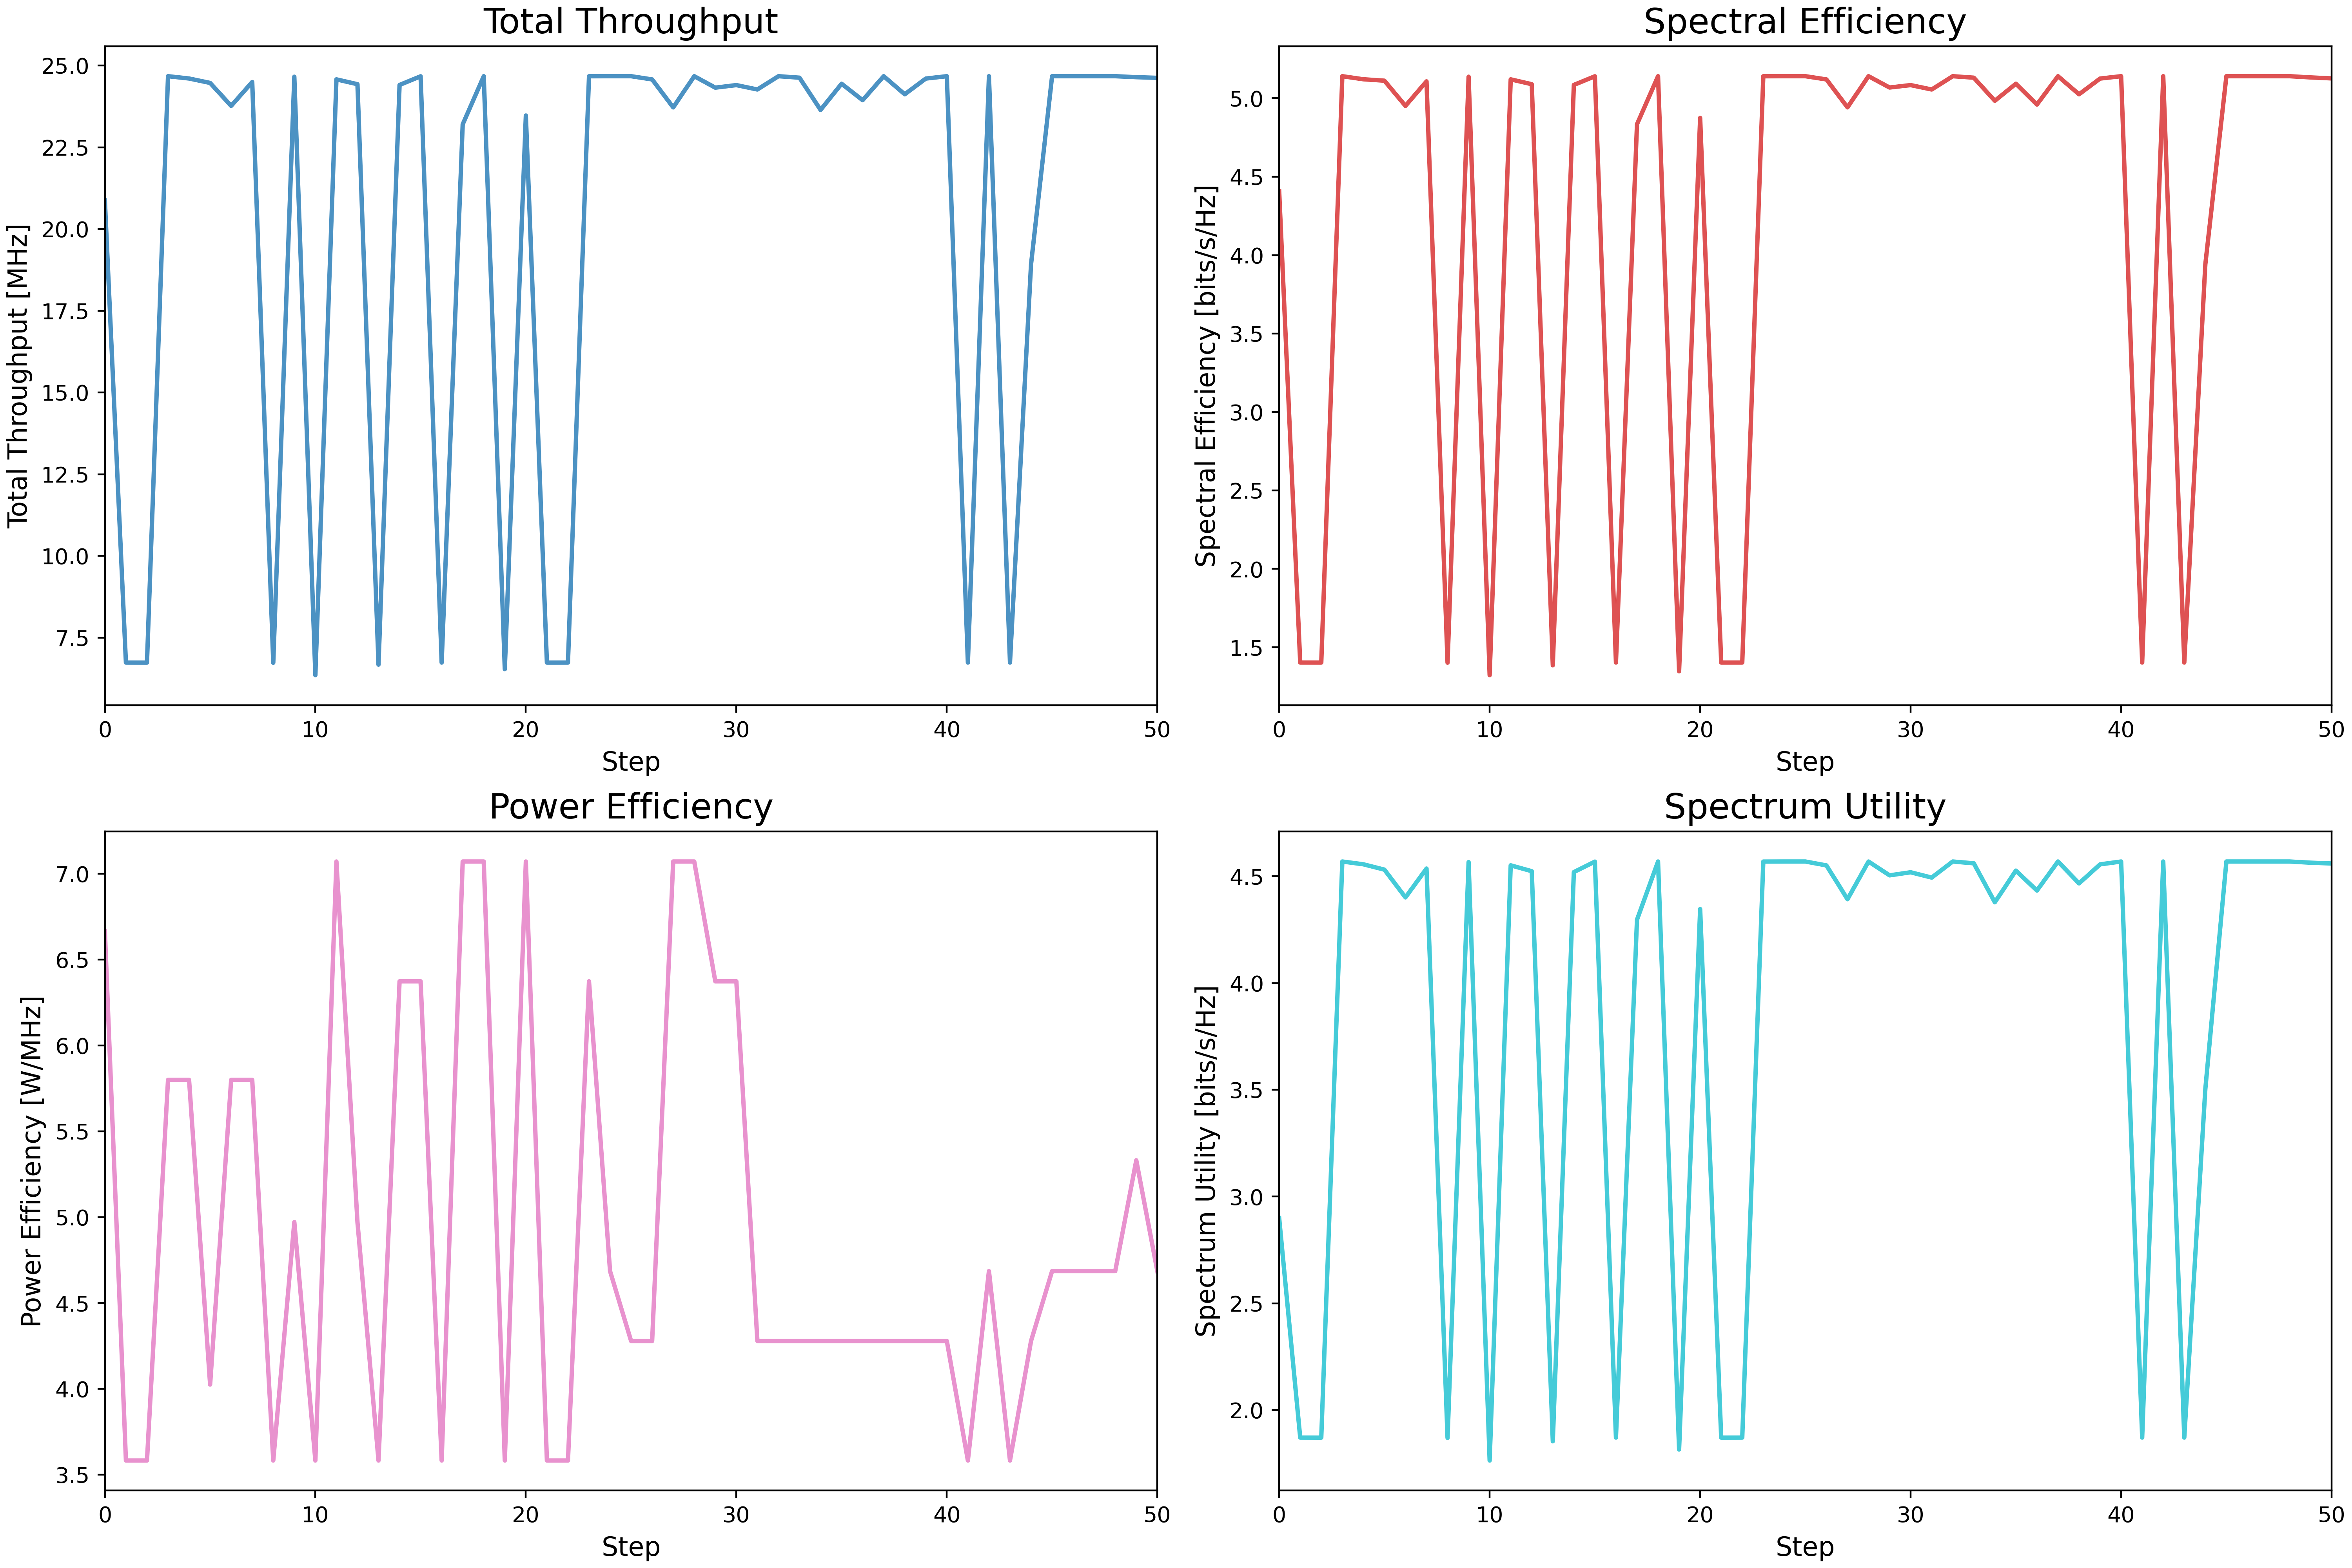 Total Throughput
Total Throughput [MHz]
25.0
22.5
20.0
17.5
15.0
12.5
10.0
7.5
0 10 20 30 40 50
Step
Spectral Efficiency
Spectral Efficiency [bits/s/Hz]
5.0
4.5
4.0
3.5
3.0
2.5
2.0
1.5
0 10 20 30 40 50
Step
Power Efficiency
Power Efficiency [W/MHz]
7.0
6.5
6.0
5.5
5.0
4.5
4.0
3.5
0 10 20 30 40 50
Step
Spectrum Utility
Spectrum Utility [bits/s/Hz]
4.5
4.0
3.5
3.0
2.5
2.0
0 10 20 30 40 50
Step